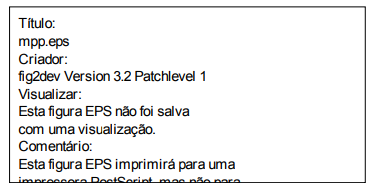 Título:
mpp.eps
Criador:
fig2dev Version 3.2 Patchlevel 1
Visualizar:
Esta figura EPS não foi salva
com uma visualização.
Comentário:
Esta figura EPS imprimirá para uma
impressora PostScript, mas não para